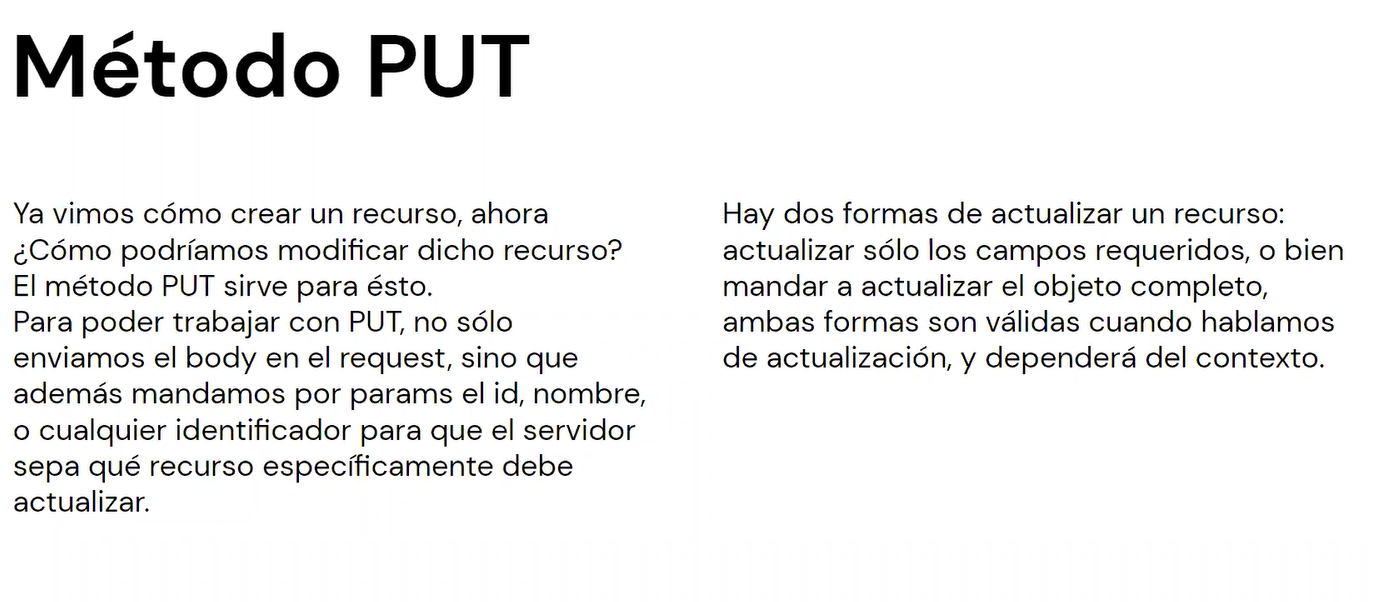 Método PUT
Ya vimos cómo crear un recurso, ahora
¿Cómo podríamos modificar dicho recurso?
El método PUT sirve para ésto.
Para poder trabajar con PUT, no sólo
enviamos el body en el request, sino que
además mandamos por params el id, nombre,
o cualquier identificador para que el servidor
sepa qué recurso específicamente debe
actualizar.
Hay dos formas de actualizar un recurso:
actualizar sólo los campos requeridos, o bien
mandar a actualizar el objeto completo,
ambas formas son válidas cuando hablamos
de actualización, y dependerá del contexto.